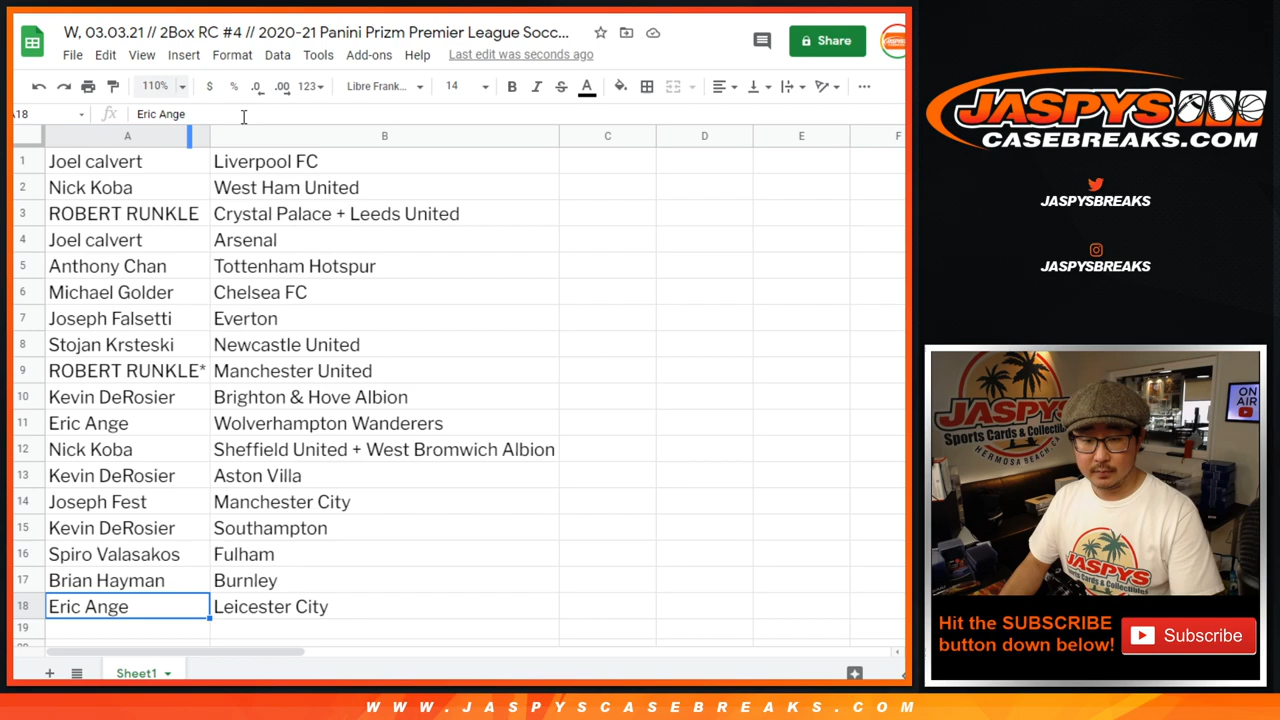 W, 03.03.21 // 2Box RC #4 // 2020-21 Panini Prizm Premier League Socc...
File Edit View Insert Format Data Tools Add-ons Help Last edit was seconds ago
Share
110% $ % .0 .00 123 Libre Frank... 14 B I S A
18 fx Eric Ange
A B C D E F
1 Joel calvert Liverpool FC
2 Nick Koba West Ham United
3 ROBERT RUNKLE Crystal Palace + Leeds United
4 Joel calvert Arsenal
5 Anthony Chan Tottenham Hotspur
6 Michael Golder Chelsea FC
7 Joseph Falsetti Everton
8 Stojan Krsteski Newcastle United
9 ROBERT RUNKLE* Manchester United
10 Kevin DeRosier Brighton & Hove Albion
11 Eric Ange Wolverhampton Wanderers
12 Nick Koba Sheffield United + West Bromwich Albion
13 Kevin DeRosier Aston Villa
14 Joseph Fest Manchester City
15 Kevin DeRosier Southampton
16 Spiro Valasakos Fulham
17 Brian Hayman Burnley
18 Eric Ange Leicester City
19
Sheet1
JASPYS
CASEBREAKS.COM
JASPYSBREAKS
JASPYSBREAKS
JASPYS
Sports Cards & Collectibles
HERMOSA BEACH, CA
ON AIR
JASPYS
Hit the SUBSCRIBE
button down below!
Subscribe
WWW.JASPYSCASEBREAKS.COM